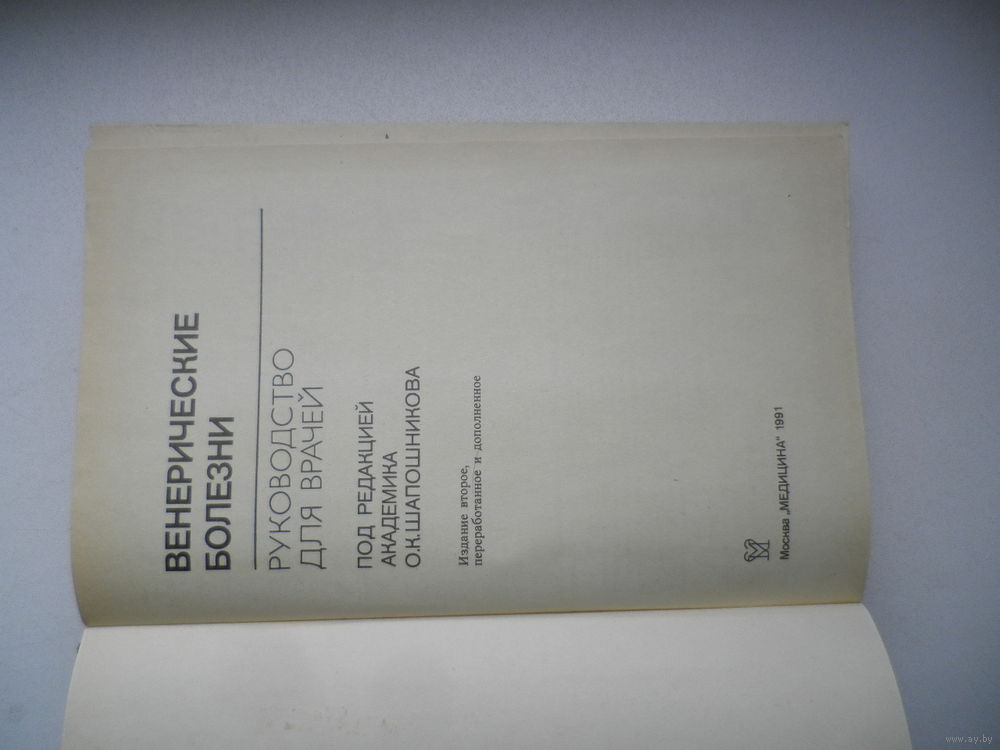 ВЕНЕРИЧЕСКИЕ
БОЛЕЗНИ
РУКОВОДСТВО
ДЛЯ ВРАЧЕЙ
ПОД РЕДАКЦИЕЙ
АКАДЕМИКА
О.К.ШАПОШНИКОВА
Издание второе,
переработанное и дополненное
Москва „МЕДИЦИНА“ 1991
www.ay.by